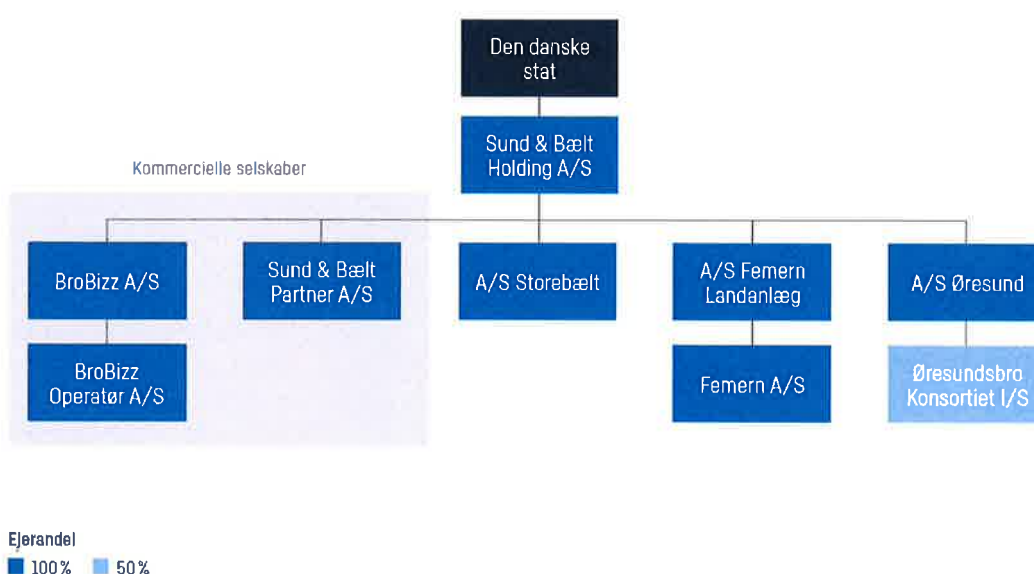 Den danske
stat
Sund & Bælt
Holding A/S
Kommercielle selskaber
BroBizz A/S
Sund & Bælt
Partner A/S
A/S Storebælt
A/S Femern
Landanlæg
A/S Øresund
BroBizz
Operatør A/S
Femern A/S
Øresundsbro
Konsortiet I/S
Ejerandel
100 %
50 %